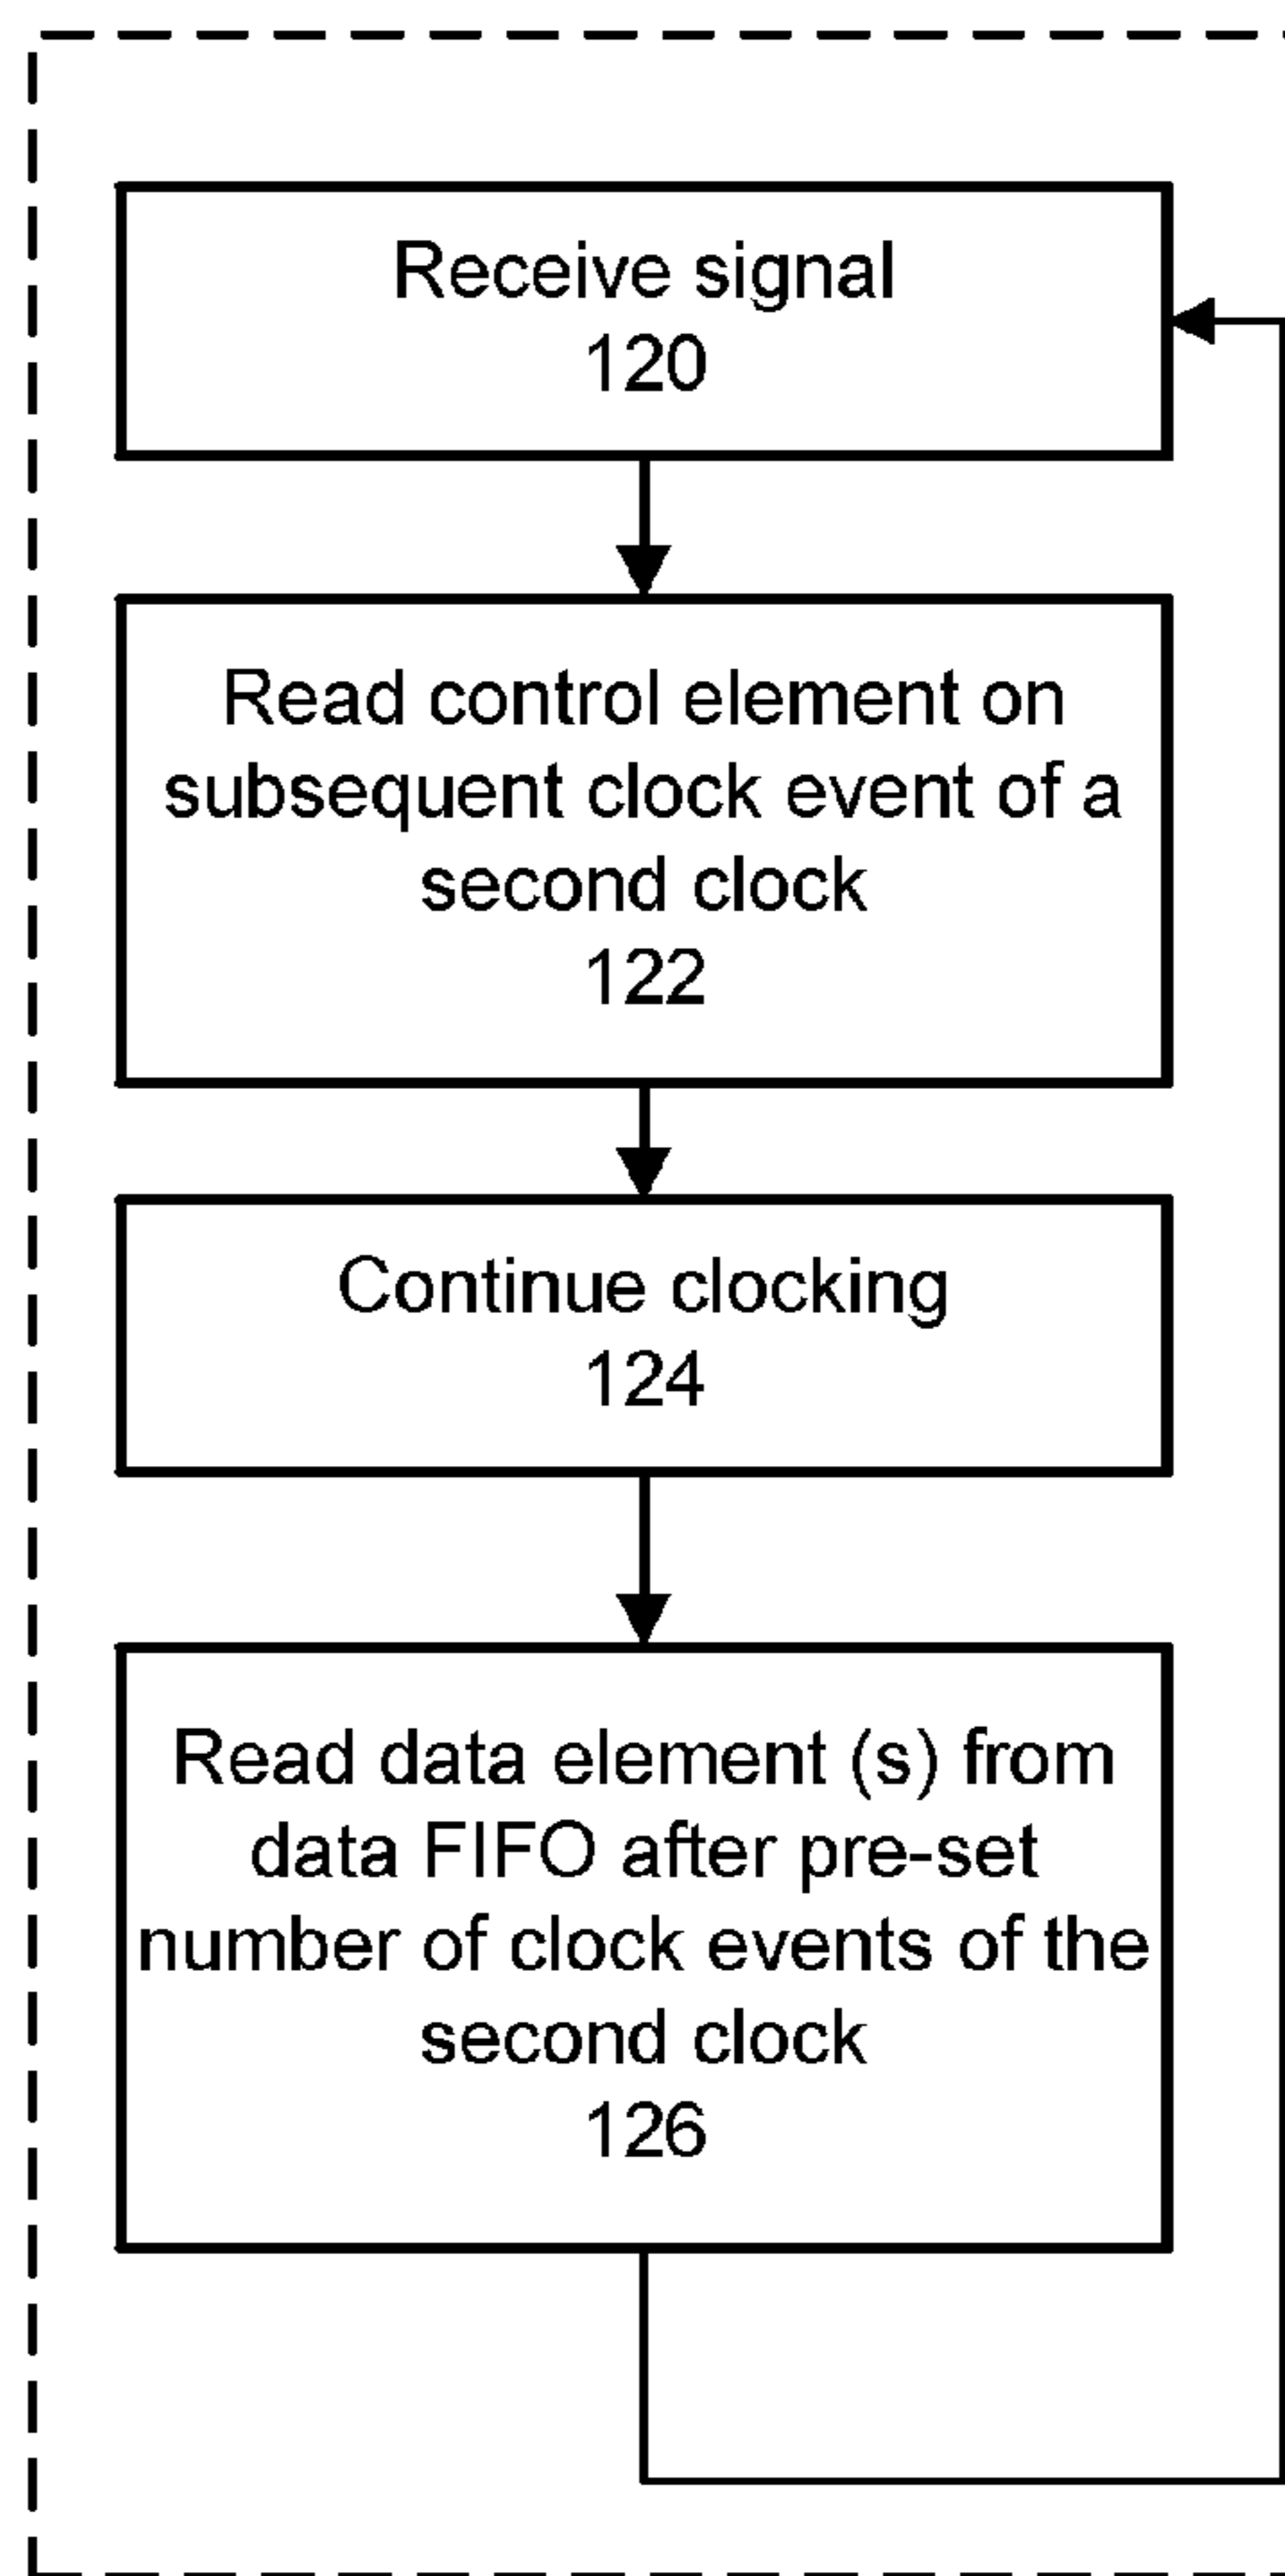 Receive signal
120
Read control element on
subsequent clock event of a
second clock
122
Continue clocking
124
Read data element (s) from
data FIFO after pre-set
number of clock events of the
second clock
126